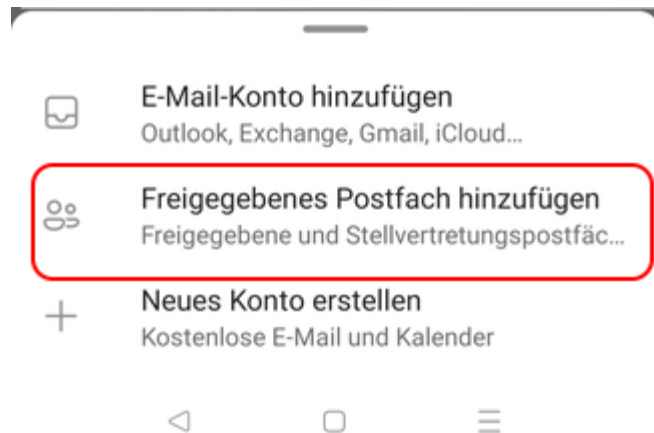 E-Mail-Konto hinzufügen
Outlook, Exchange, Gmail, iCloud...
Freigegebenes Postfach hinzufügen
Freigegebene und Stellvertretungspostfäc...
Neues Konto erstellen
Kostenlose E-Mail und Kalender